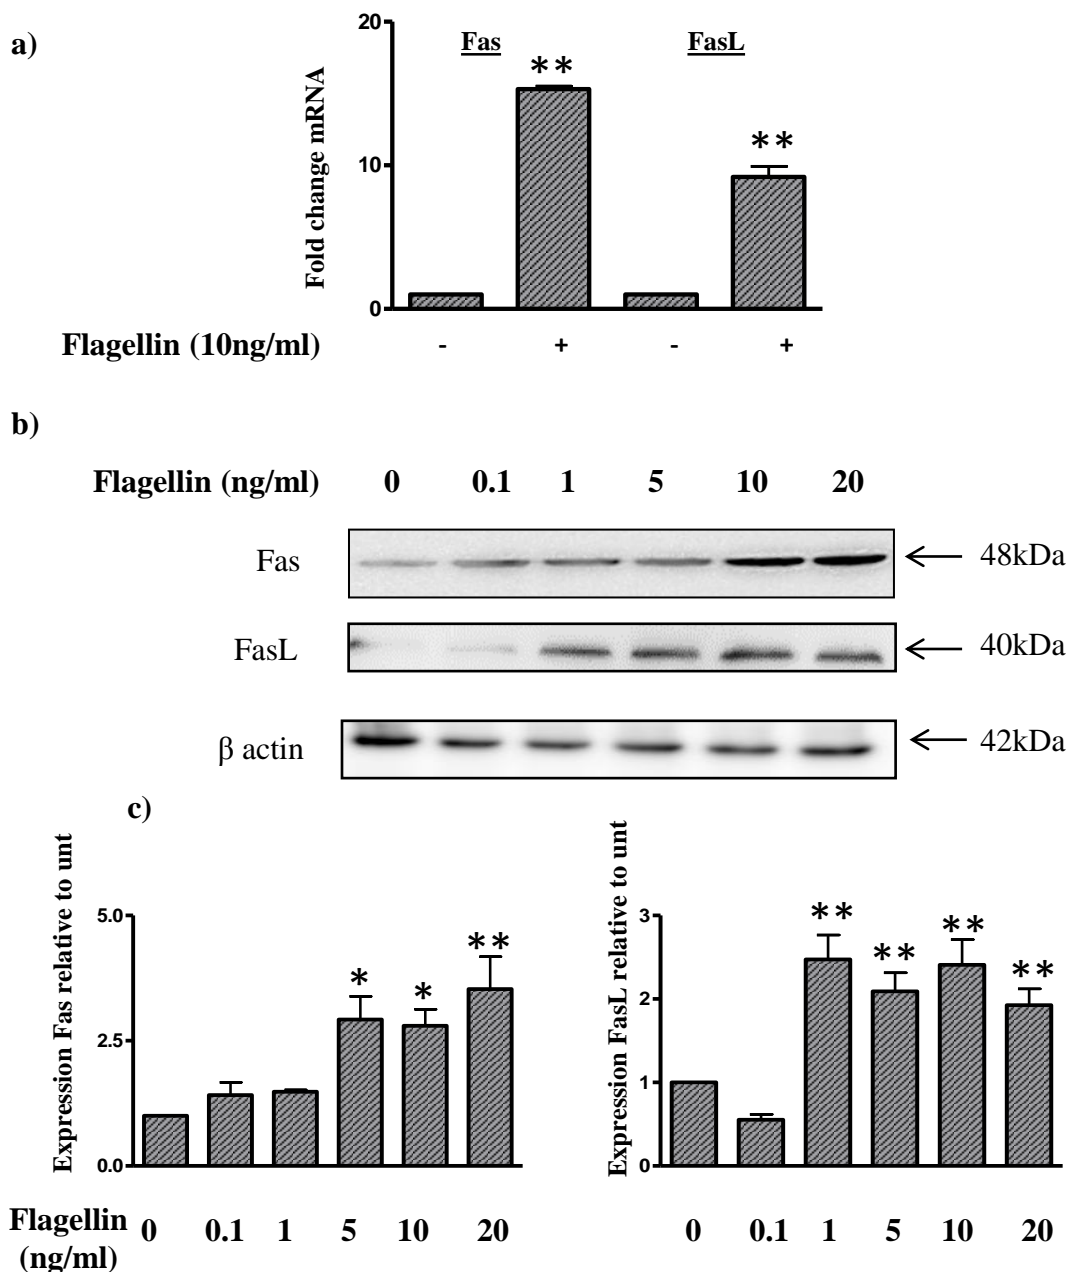 a)
20
10
0
Fold change mRNA
Fas
FasL
**
**
Flagellin (10ng/ml) - + - +
b)
Flagellin (ng/ml) 0 0.1 1 5 10 20
Fas 48kDa
FasL 40kDa
β actin 42kDa
c)
Expression Fas relative to unt
5.0
2.5
0.0
* * **
Flagellin (ng/ml) 0 0.1 1 5 10 20
Expression FasL relative to unt
3
2
1
0
** ** ** **
0 0.1 1 5 10 20